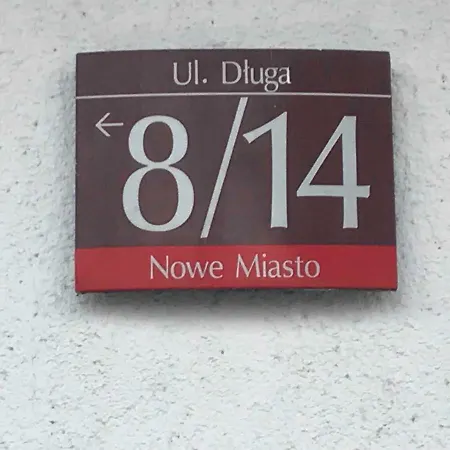 Ul. Długa
← 8/14
Nowe Miasto